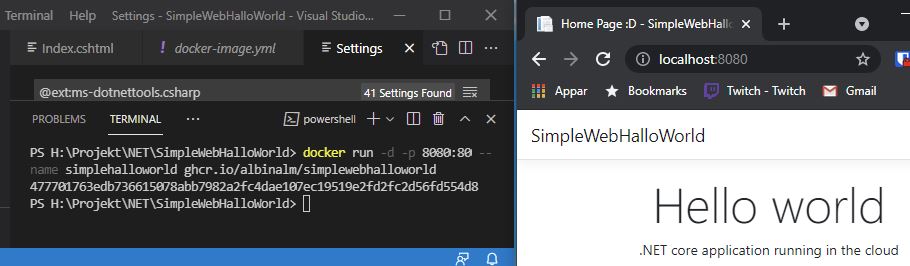 Terminal Help Settings - SimpleWebHalloWorld - Visual Studio...
Index.cshtml ! docker-image.yml Settings
@ext:ms-dotnettools.csharp 41 Settings Found
PROBLEMS TERMINAL powershell
PS H:\Projekt\NET\SimpleWebHalloWorld> docker run -d -p 8080:80 --
name simplehalloworld ghcr.io/albinalm/simplewebhalloworld
477701763edb736615078abb7982a2fc4dae107ec19519e2fd2fc2d56fd554d8
PS H:\Projekt\NET\SimpleWebHalloWorld>
Home Page :D - SimpleWebHallo
localhost:8080
Appar Bookmarks Twitch - Twitch Gmail
SimpleWebHalloWorld
Hello world
.NET core application running in the cloud